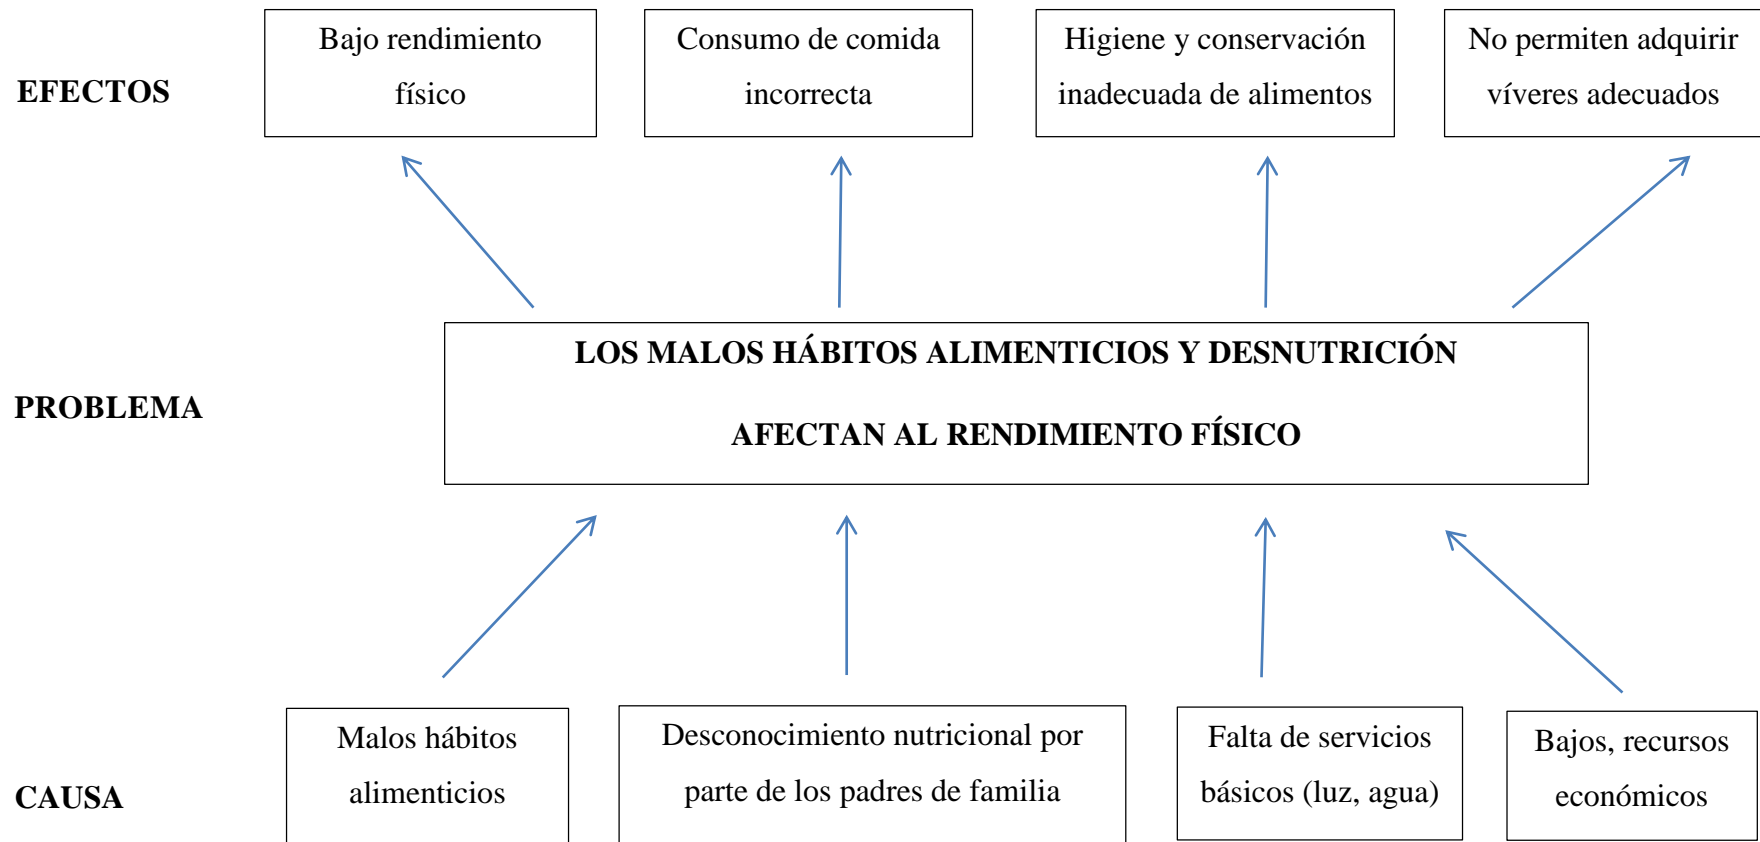 EFECTOS
Bajo rendimiento
físico
Consumo de comida
incorrecta
Higiene y conservación
inadecuada de alimentos
No permiten adquirir
víveres adecuados
PROBLEMA
LOS MALOS HÁBITOS ALIMENTICIOS Y DESNUTRICIÓN
AFECTAN AL RENDIMIENTO FÍSICO
CAUSA
Malos hábitos
alimenticios
Desconocimiento nutricional por
parte de los padres de familia
Falta de servicios
básicos (luz, agua)
Bajos, recursos
económicos